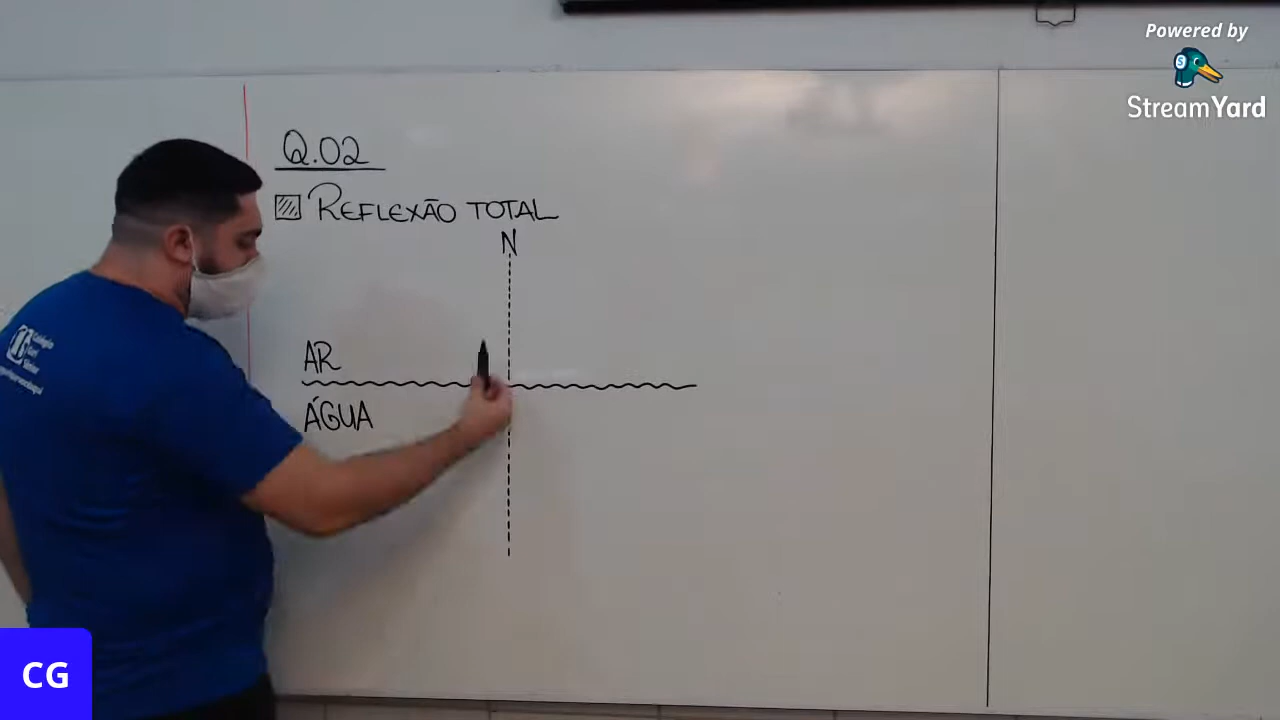 Powered by
StreamYard
Q.02
REFLEXÃO TOTAL
N
AR
ÁGUA
CG